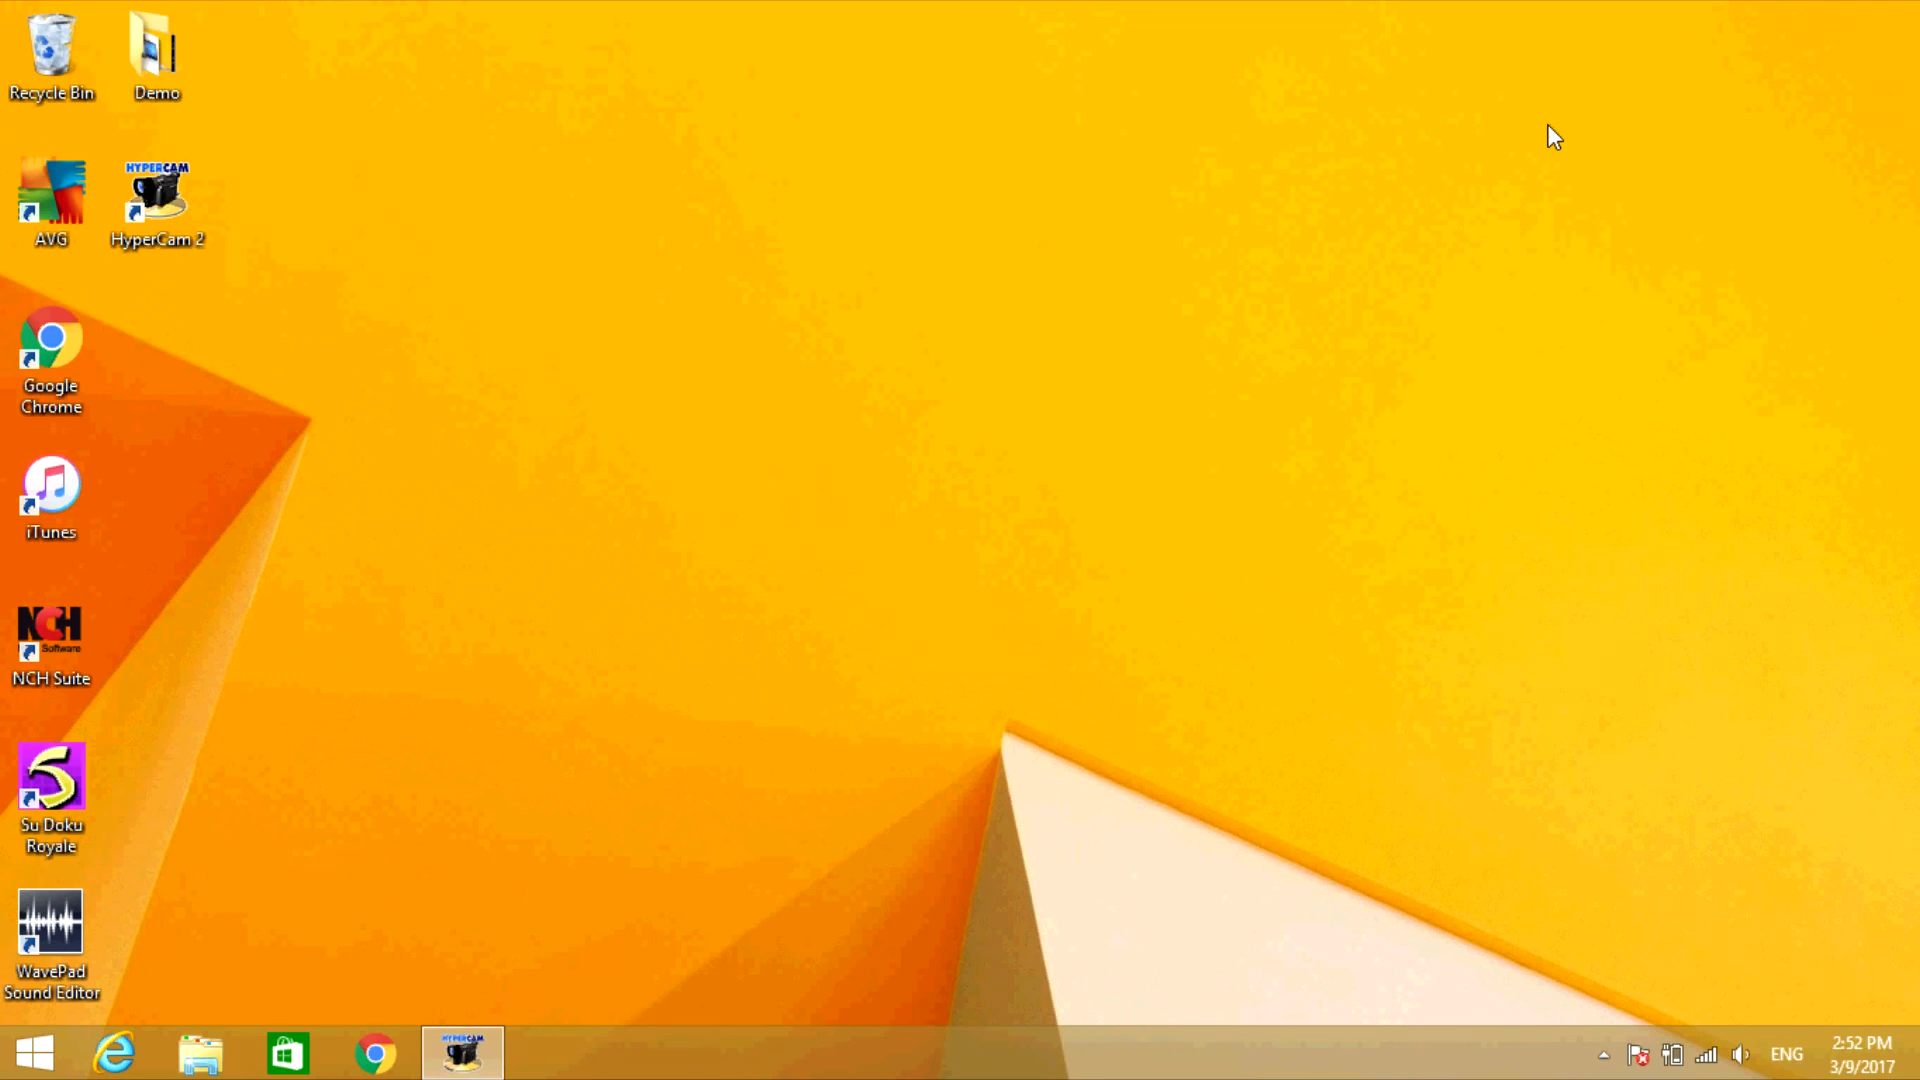 Recycle Bin
Demo
AVG
HYPERCAM
HyperCam 2
Google
Chrome
iTunes
NCH
Software
NCH Suite
Su Doku
Royale
WavePad
Sound Editor
HYPERCAM
ENG
2:52 PM
3/9/2017